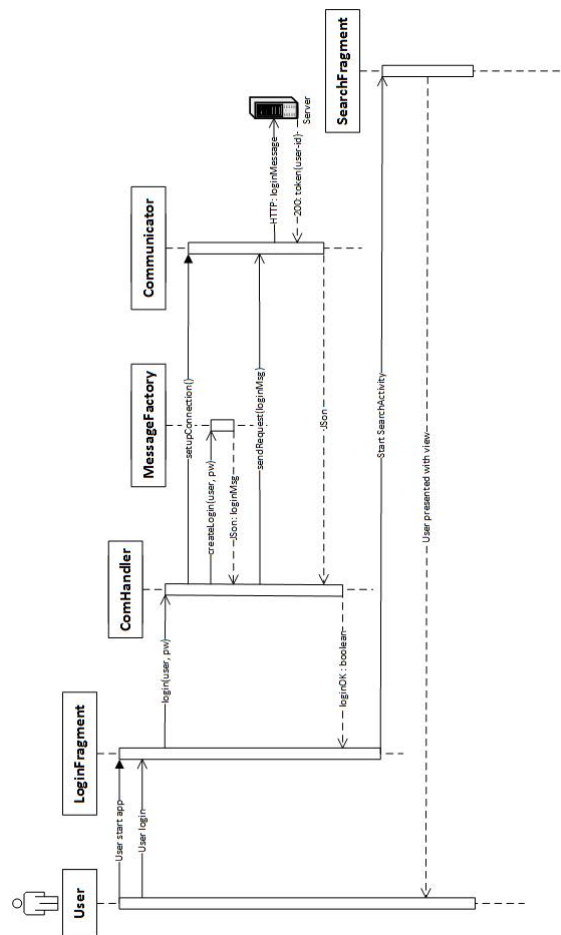 User
LoginFragment
ComHandler
MessageFactory
Communicator
Server
SearchFragment
User start app
User login
login(user, pw)
setupConnection()
createLogin(user, pw)
JSon: loginMsg
sendRequest(loginMsg)
HTTP: loginMessage
200: token(user-id)
JSon
loginOK : boolean
Start SearchActivity
User presented with view